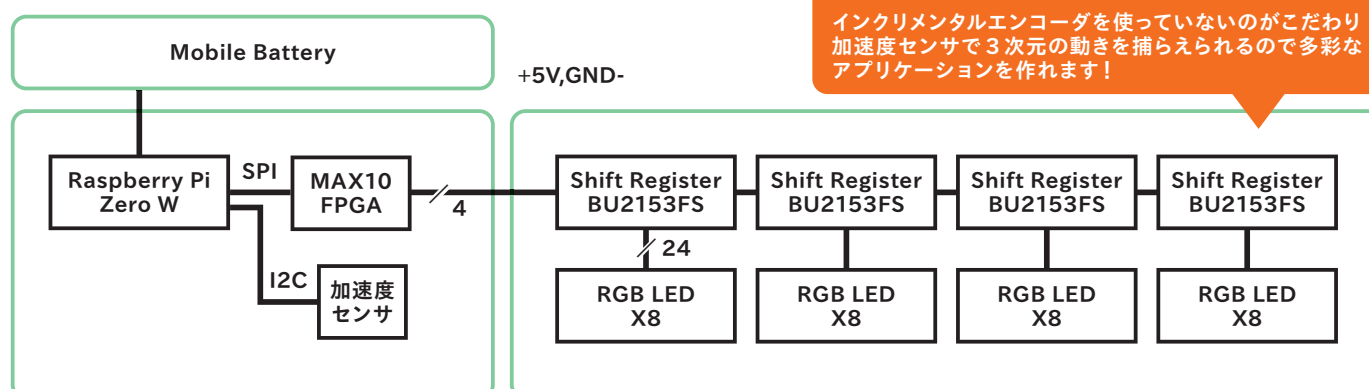 Mobile Battery
+5V,GND-
インクリメンタルエンコーダを使っていないのがこだわり
加速度センサで3次元の動きを捕らえられるので多彩な
アプリケーションを作れます!
Raspberry Pi
Zero W
SPI
MAX10
FPGA
4
I2C
加速度
センサ
Shift Register
BU2153FS
Shift Register
BU2153FS
Shift Register
BU2153FS
Shift Register
BU2153FS
24
RGB LED
X8
RGB LED
X8
RGB LED
X8
RGB LED
X8